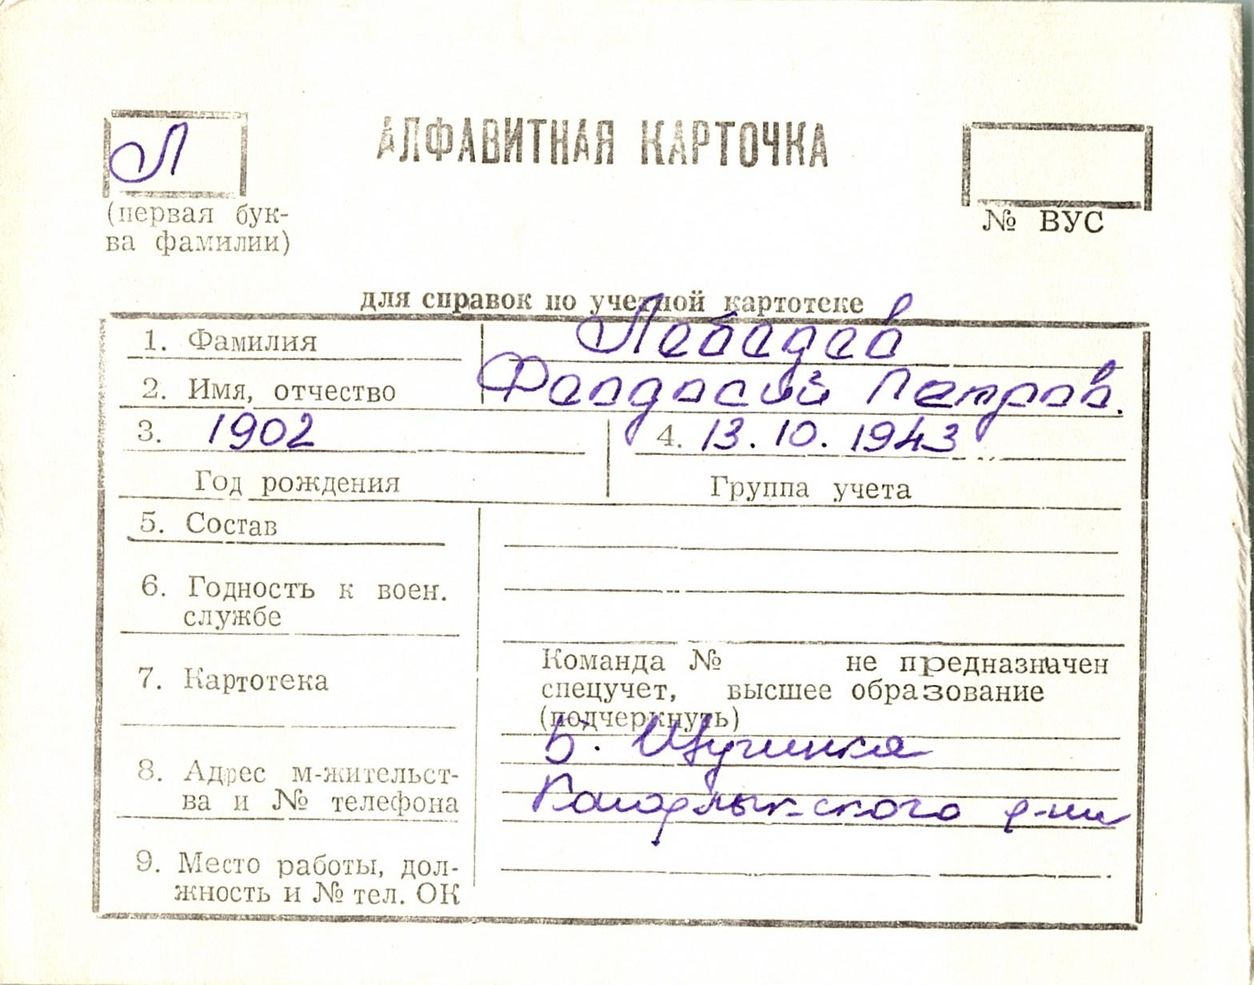 Л
АЛФАВИТНАЯ КАРТОЧКА
(первая бук-
ва фамилии)
№ ВУС
для справок по учетной картотеке
1. Фамилия Лебедев
2. Имя, отчество Феодосий Петров.
3. 1902 4. 13.10.1943
Год рождения Группа учета
5. Состав
6. Годность к воен.
службе
7. Картотека
Команда № не предназначен
спецучет, высшее образование
(подчеркнуть)
Б. Щучинка
8. Адрес м-жительст-
ва и № телефона
Кагарлыкского р-ни
9. Место работы, дол-
жность и № тел. ОК